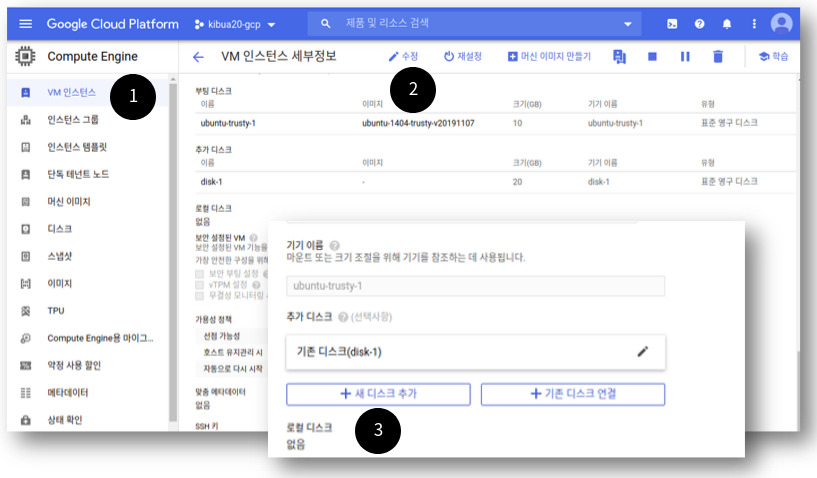 Google Cloud Platform
kibua20-gcp
제품 및 리소스 검색
Compute Engine
VM 인스턴스 세부정보
수정
재설정
머신 이미지 만들기
학습
VM 인스턴스
인스턴스 그룹
인스턴스 템플릿
단독 테넌트 노드
머신 이미지
디스크
스냅샷
이미지
TPU
Compute Engine용 마이그...
약정 사용 할인
메타데이터
상태 확인
1
2
부팅 디스크
이름 이미지 크기(GB) 기기 이름 유형
ubuntu-trusty-1 ubuntu-1404-trusty-v20191107 10 ubuntu-trusty-1 표준 영구 디스크
추가 디스크
이름 이미지 크기(GB) 기기 이름 유형
disk-1 - 20 disk-1 표준 영구 디스크
로컬 디스크
없음
보안 설정된 VM
보안 설정된 VM 기능을
가장 안전한 구성을 위해
보안 부팅 설정
vTPM 설정
무결성 모니터링
가용성 정책
선점 가능성
호스트 유지관리 시
자동으로 다시 시작
맞춤 메타데이터
없음
SSH 키
기기 이름
마운트 또는 크기 조절을 위해 기기를 참조하는 데 사용됩니다.
ubuntu-trusty-1
추가 디스크 (선택사항)
기존 디스크(disk-1)
+ 새 디스크 추가
+ 기존 디스크 연결
로컬 디스크
없음
3